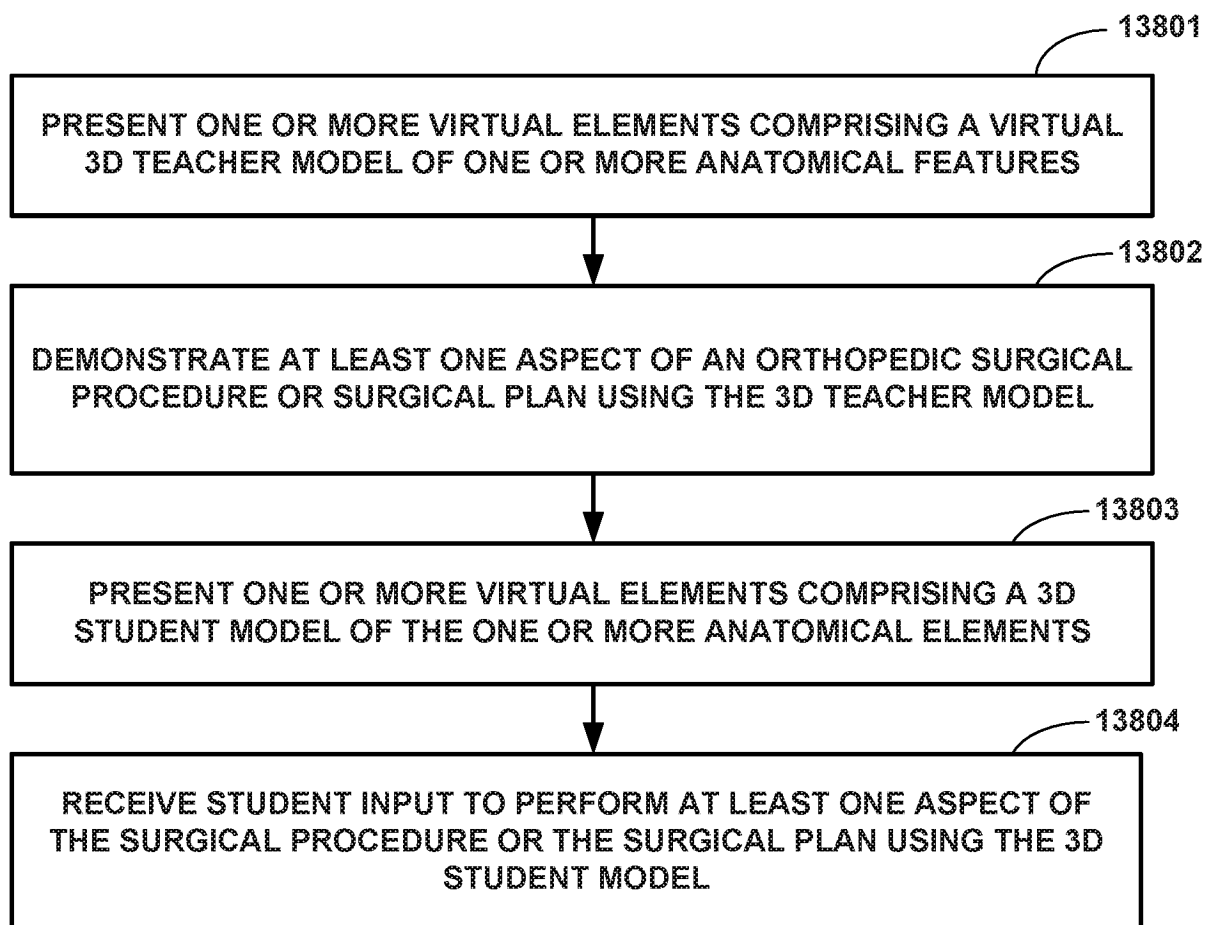 13801
PRESENT ONE OR MORE VIRTUAL ELEMENTS COMPRISING A VIRTUAL
3D TEACHER MODEL OF ONE OR MORE ANATOMICAL FEATURES
13802
DEMONSTRATE AT LEAST ONE ASPECT OF AN ORTHOPEDIC SURGICAL
PROCEDURE OR SURGICAL PLAN USING THE 3D TEACHER MODEL
13803
PRESENT ONE OR MORE VIRTUAL ELEMENTS COMPRISING A 3D
STUDENT MODEL OF THE ONE OR MORE ANATOMICAL ELEMENTS
13804
RECEIVE STUDENT INPUT TO PERFORM AT LEAST ONE ASPECT OF
THE SURGICAL PROCEDURE OR THE SURGICAL PLAN USING THE 3D
STUDENT MODEL